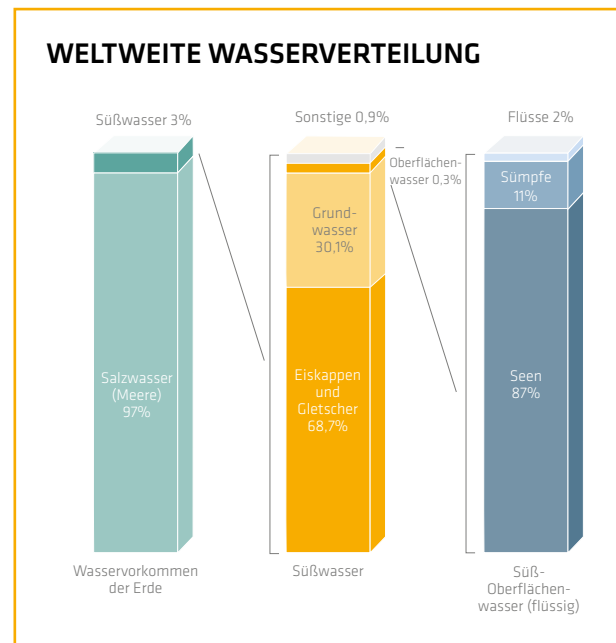 WELTWEITE WASSERVERTEILUNG
Süßwasser 3%
Salzwasser
(Meere)
97%
Wasservorkommen
der Erde
Sonstige 0,9%
Oberflächen-
wasser 0,3%
Grund-
wasser
30,1%
Eiskappen
und
Gletscher
68,7%
Süßwasser
Flüsse 2%
Sümpfe
11%
Seen
87%
Süß-
Oberflächen-
wasser (flüssig)